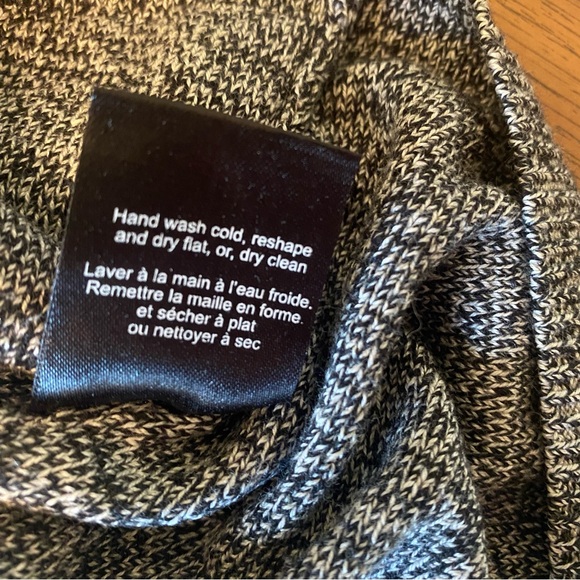 Hand wash cold, reshape
and dry flat, or, dry clean
Laver à la main à l'eau froide.
Remettre la maille en forme.
et sécher à plat
ou nettoyer à sec